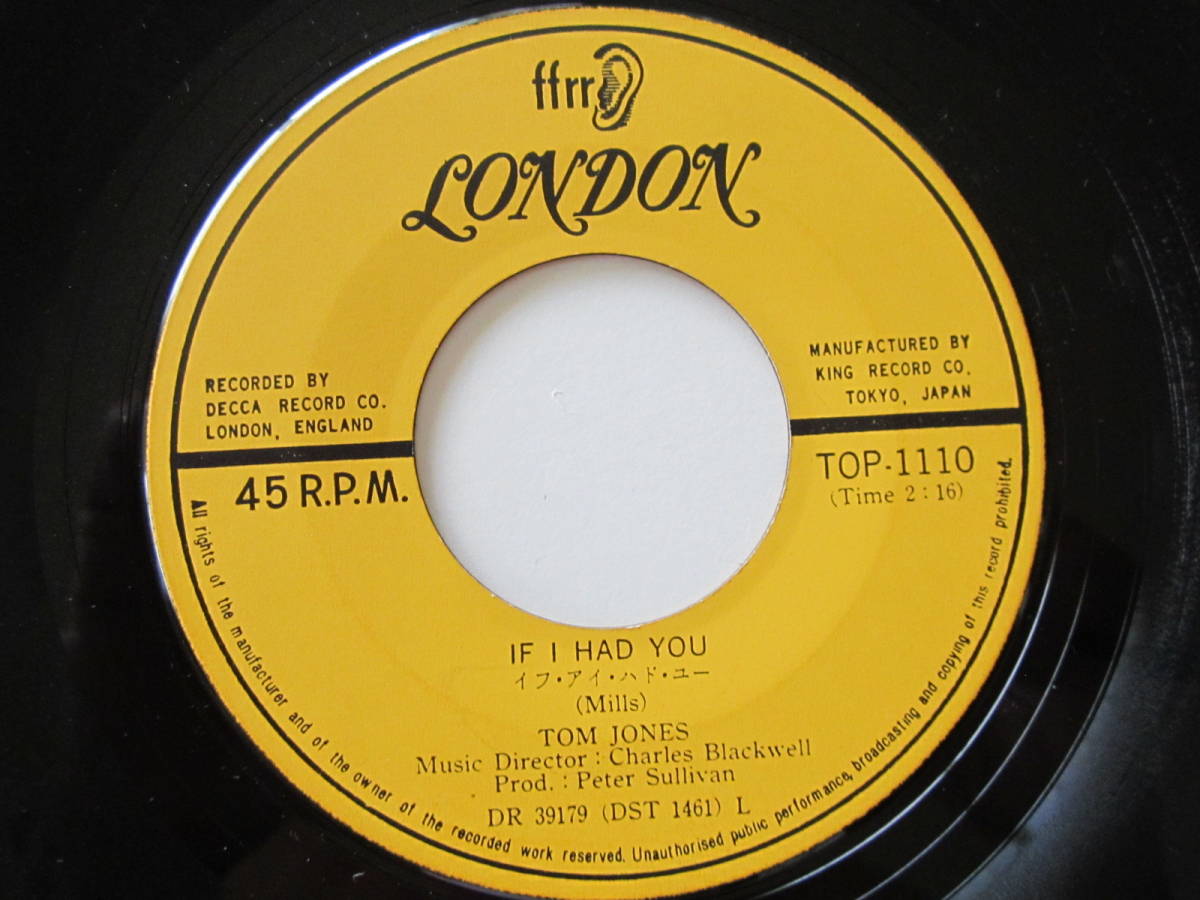 ffrr
LONDON
RECORDED BY
DECCA RECORD CO.
LONDON, ENGLAND
MANUFACTURED BY
KING RECORD CO.
TOKYO, JAPAN
45 R.P.M.
TOP-1110
(Time 2:16)
IF I HAD YOU
イフ・アイ・ハド・ユー
(Mills)
TOM JONES
Music Director : Charles Blackwell
Prod. : Peter Sullivan
DR 39179 (DST 1461) L
All rights of the manufacturer and of the owner of the recorded work reserved. Unauthorised public performance, broadcasting and copying of this record prohibited.